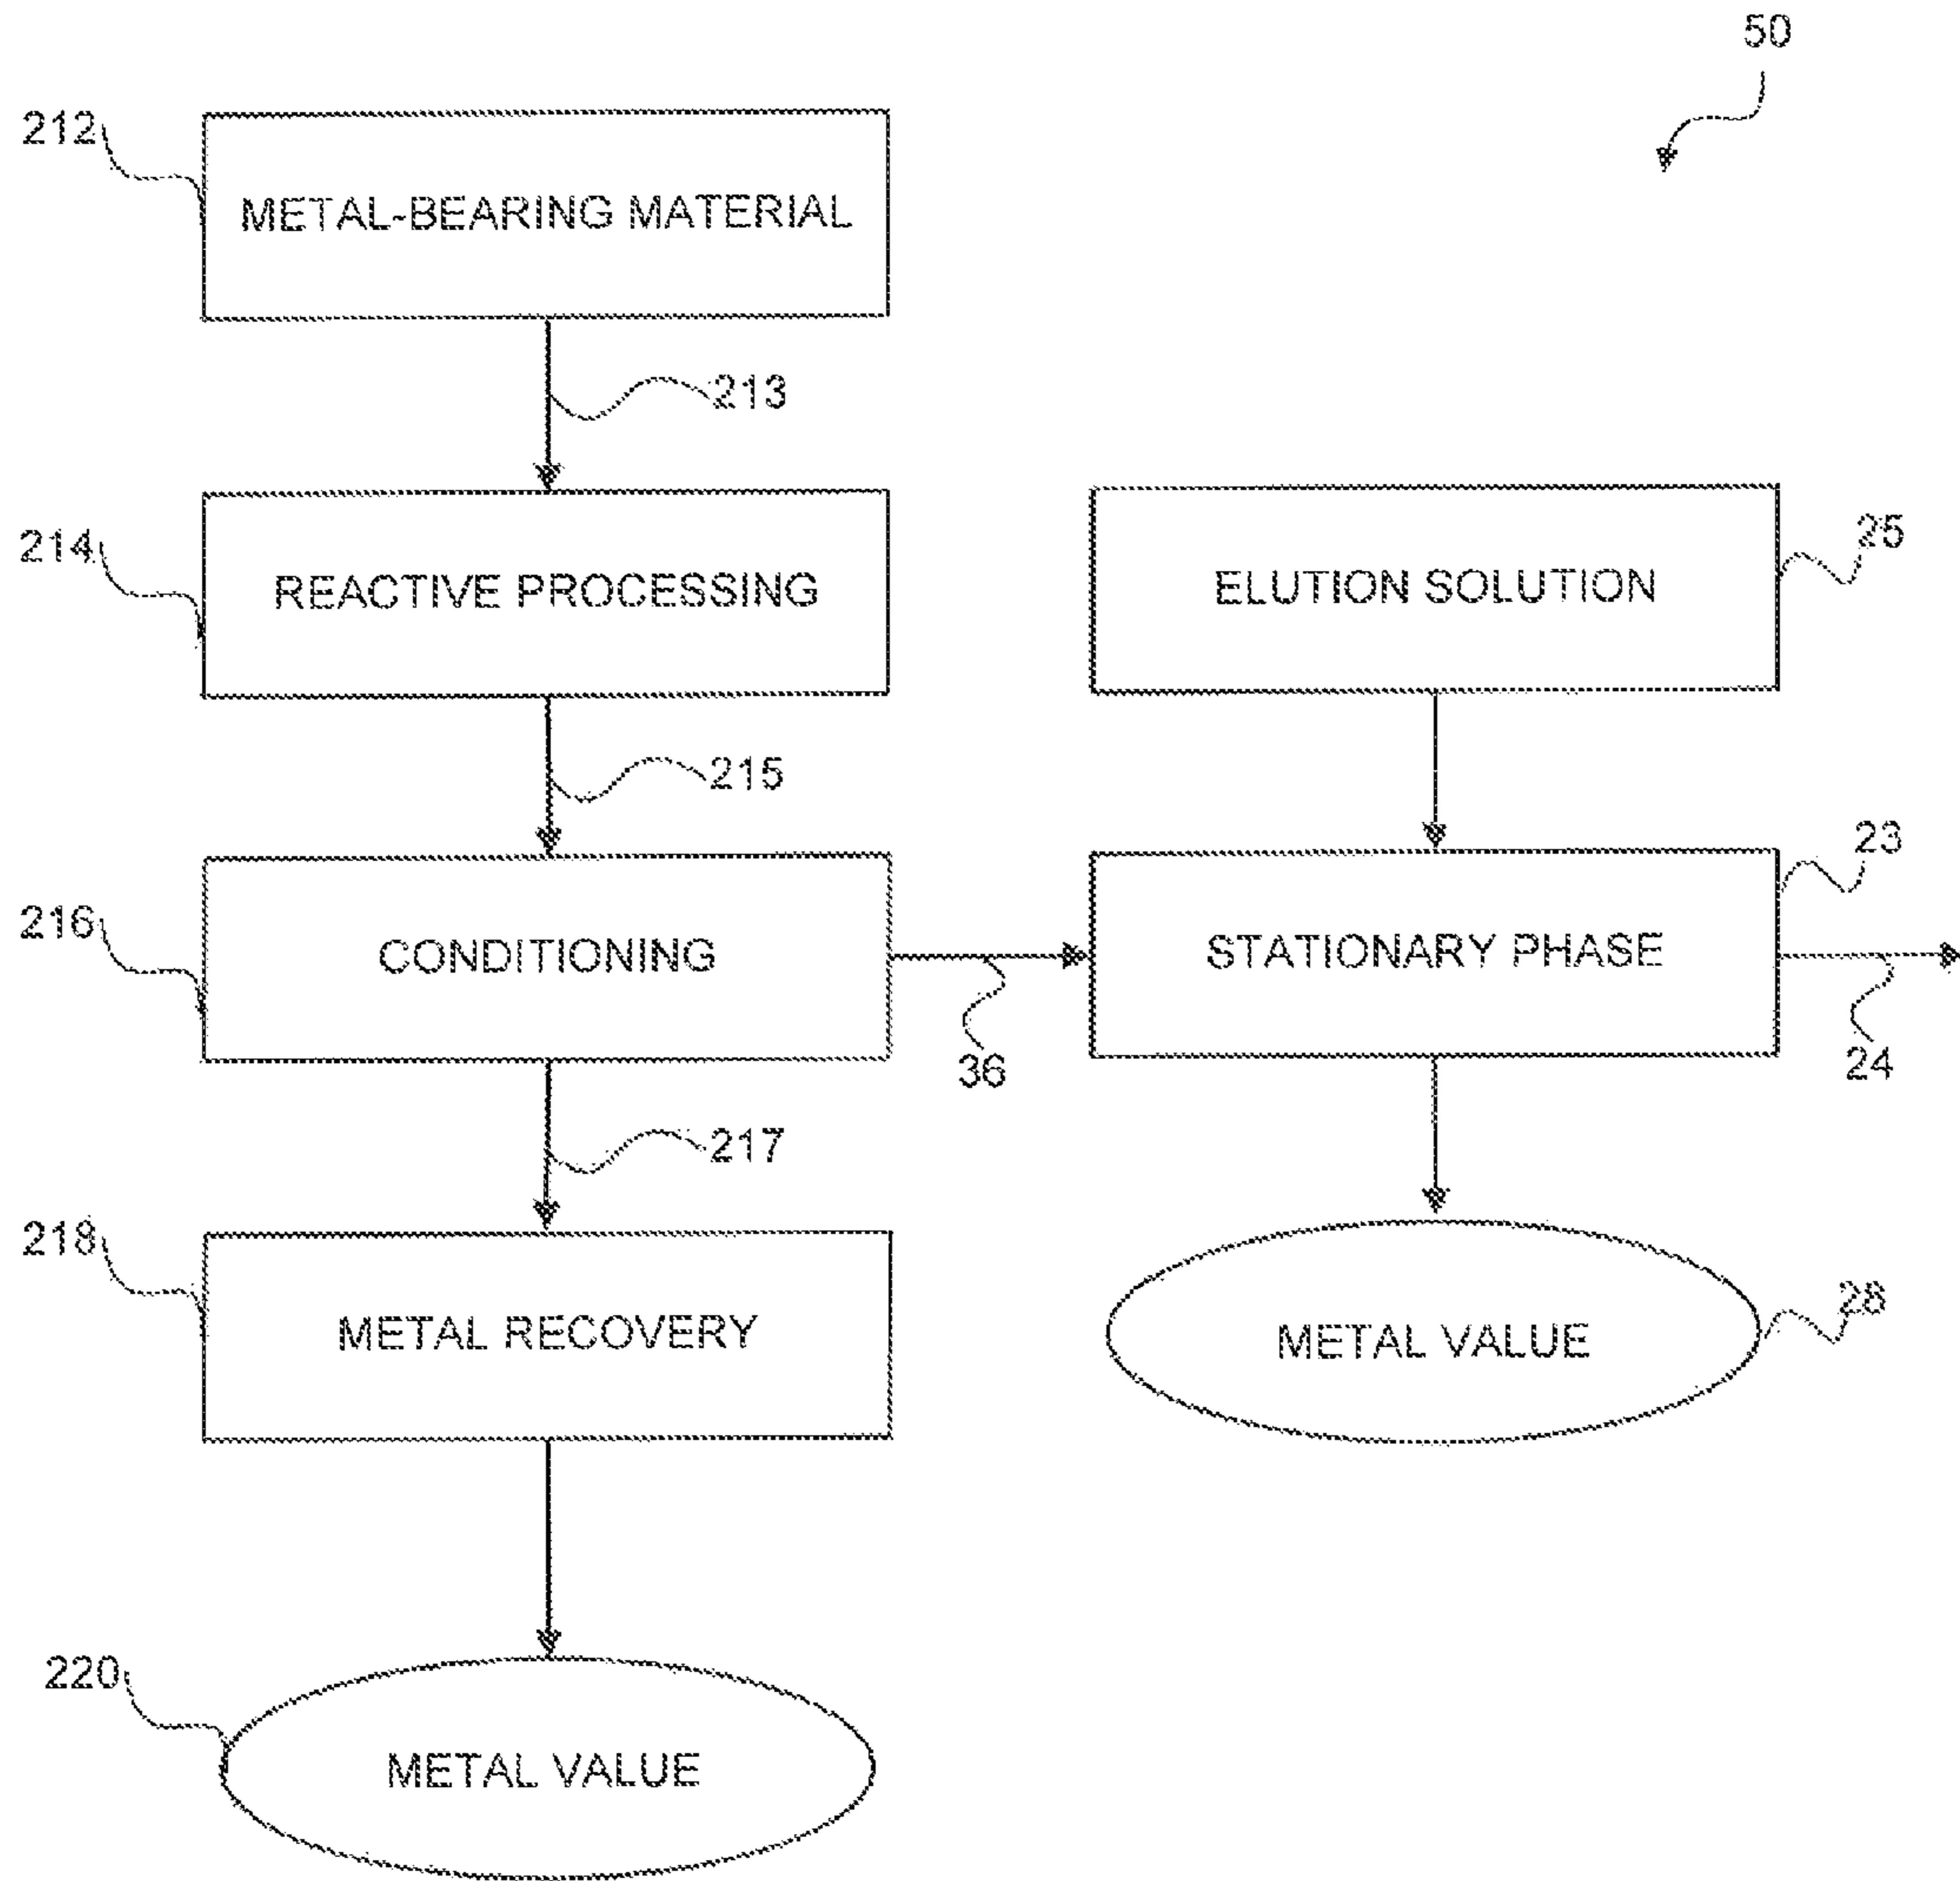 50
212
METAL-BEARING MATERIAL
213
214
REACTIVE PROCESSING
ELUTION SOLUTION
25
215
216
CONDITIONING
36
STATIONARY PHASE
23
24
217
218
METAL RECOVERY
METAL VALUE
28
220
METAL VALUE